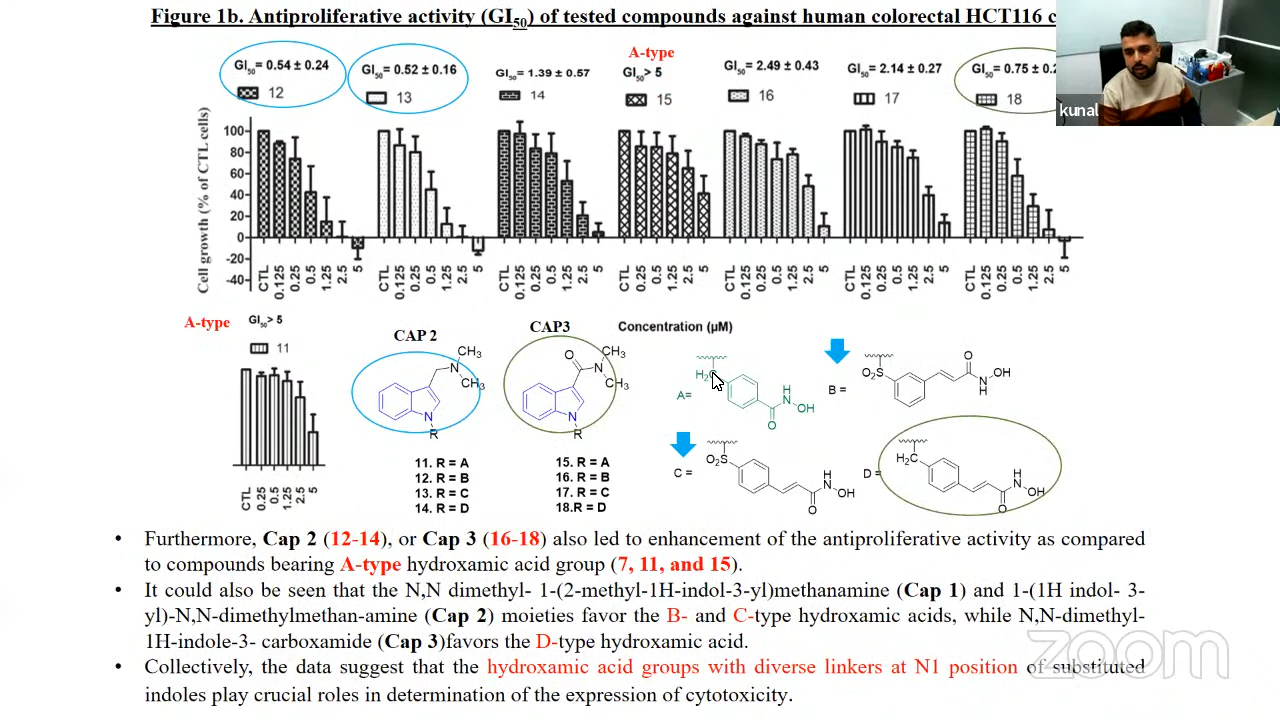 Figure 1b. Antiproliferative activity (GI50) of tested compounds against human colorectal HCT116 c
kunal
A-type
GI50= 0.54 ± 0.24
12
GI50= 0.52 ± 0.16
13
GI50= 1.39 ± 0.57
14
GI50> 5
15
GI50= 2.49 ± 0.43
16
GI50= 2.14 ± 0.27
17
GI50= 0.75 ± 0.2
18
Cell growth (% of CTL cells)
100
80
60
40
20
0
-20
-40
CTL 0.125 0.25 0.5 1.25 2.5 5
CTL 0.125 0.25 0.5 1.25 2.5 5
CTL 0.125 0.25 0.5 1.25 2.5 5
CTL 0.125 0.25 0.5 1.25 2.5 5
CTL 0.125 0.25 0.5 1.25 2.5 5
CTL 0.125 0.25 0.5 1.25 2.5 5
CTL 0.125 0.25 0.5 1.25 2.5 5
Concentration (µM)
A-type
GI50> 5
11
CTL 0.25 0.5 1.25 2.5 5
CAP 2
CH3
N
CH3
N
R
11. R = A
12. R = B
13. R = C
14. R = D
CAP3
O
CH3
N
CH3
N
R
15. R = A
16. R = B
17. R = C
18.R = D
A=
H2C
H
N
OH
O
B =
O2S
O
N
H
OH
C =
O2S
H
N
OH
O
D =
H2C
H
N
OH
O
• Furthermore, Cap 2 (12-14), or Cap 3 (16-18) also led to enhancement of the antiproliferative activity as compared
to compounds bearing A-type hydroxamic acid group (7, 11, and 15).
• It could also be seen that the N,N dimethyl- 1-(2-methyl-1H-indol-3-yl)methanamine (Cap 1) and 1-(1H indol- 3-
yl)-N,N-dimethylmethan-amine (Cap 2) moieties favor the B- and C-type hydroxamic acids, while N,N-dimethyl-
1H-indole-3- carboxamide (Cap 3)favors the D-type hydroxamic acid.
• Collectively, the data suggest that the hydroxamic acid groups with diverse linkers at N1 position of substituted
indoles play crucial roles in determination of the expression of cytotoxicity.
zoom